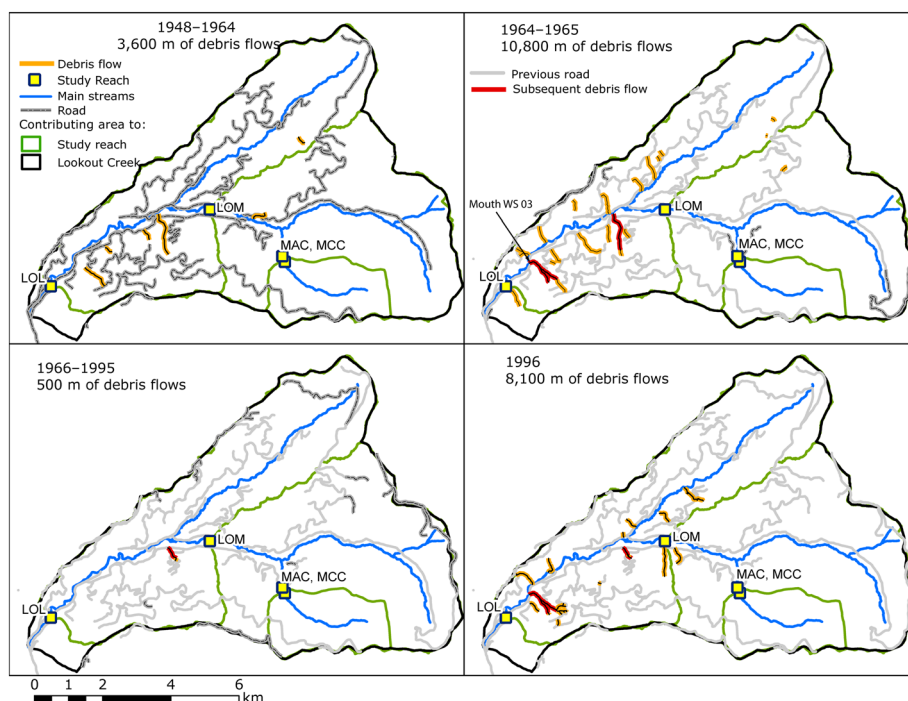 1948–1964
3,600 m of debris flows
Debris flow
Study Reach
Main streams
Road
Contributing area to:
Study reach
Lookout Creek
LOM
MAC, MCC
LOL
1964–1965
10,800 m of debris flows
Previous road
Subsequent debris flow
Mouth WS 03
LOM
MAC, MCC
LOL
1966–1995
500 m of debris flows
LOM
MAC, MCC
LOL
1996
8,100 m of debris flows
LOM
MAC, MCC
LOL
0 1 2 4 6
km